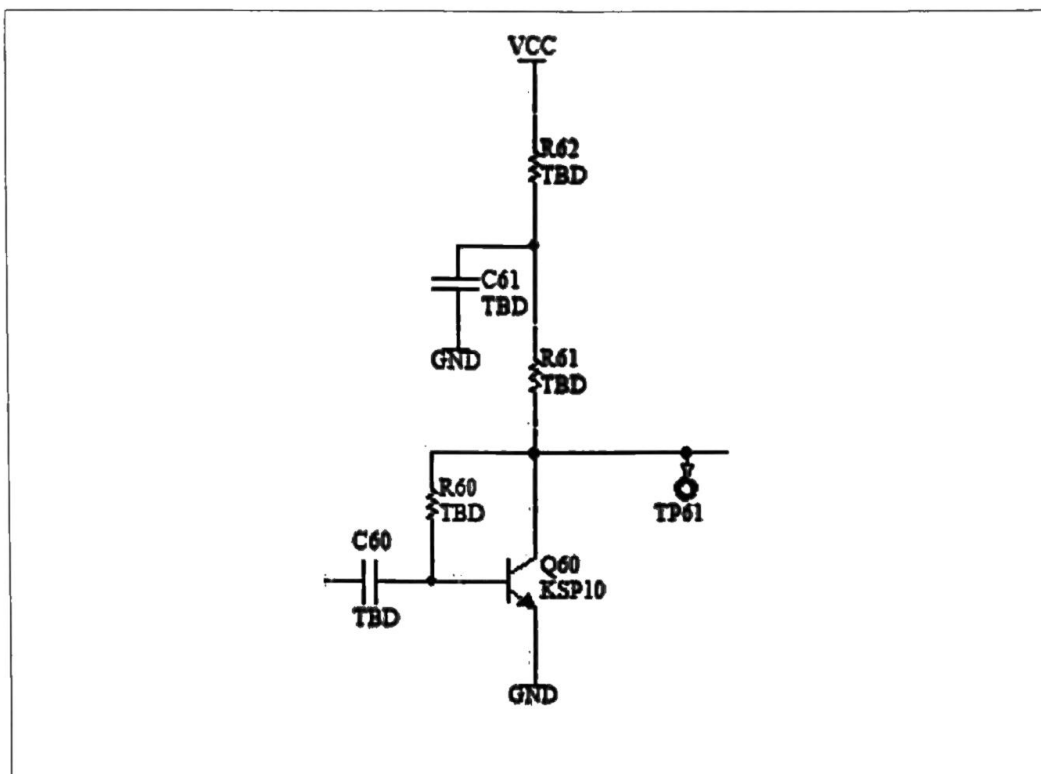 VCC
R62
TBD
C61
TBD
GND
R61
TBD
R60
TBD
TP61
C60
TBD
Q60
KSP10
GND